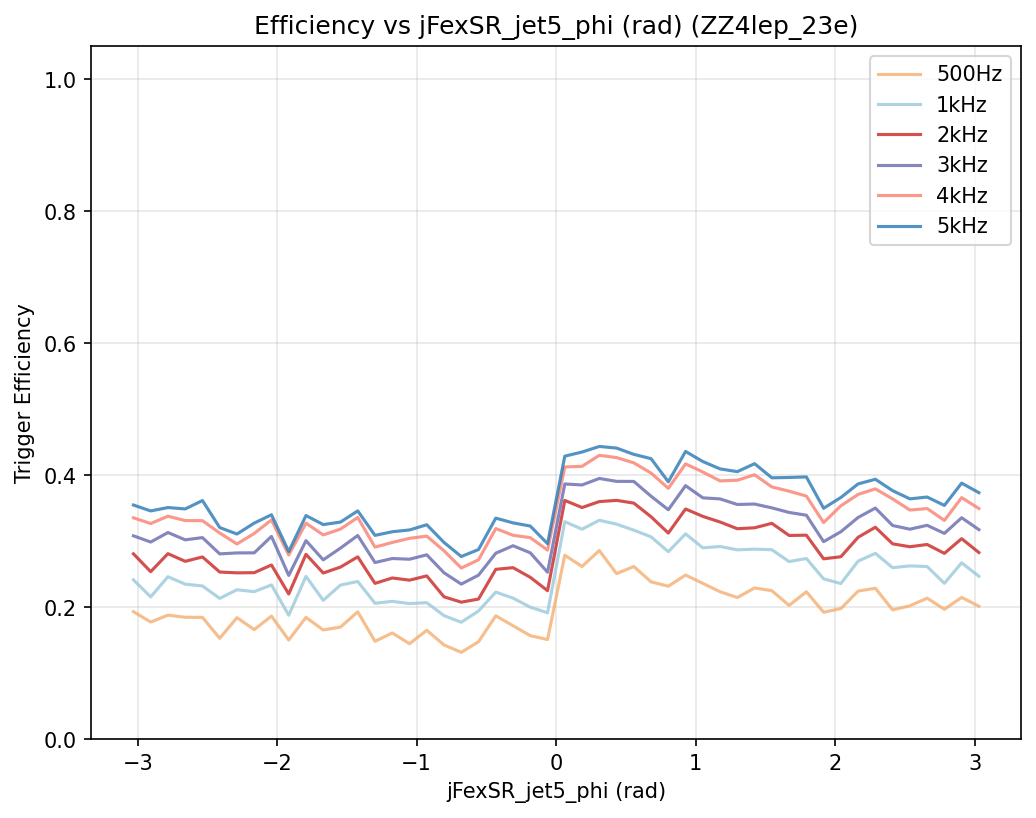 Efficiency vs jFexSR_jet5_phi (rad) (ZZ4lep_23e)
500Hz
1kHz
2kHz
3kHz
4kHz
5kHz
1.0
0.8
0.6
0.4
0.2
0.0
Trigger Efficiency
−3
−2
−1
0
1
2
3
jFexSR_jet5_phi (rad)